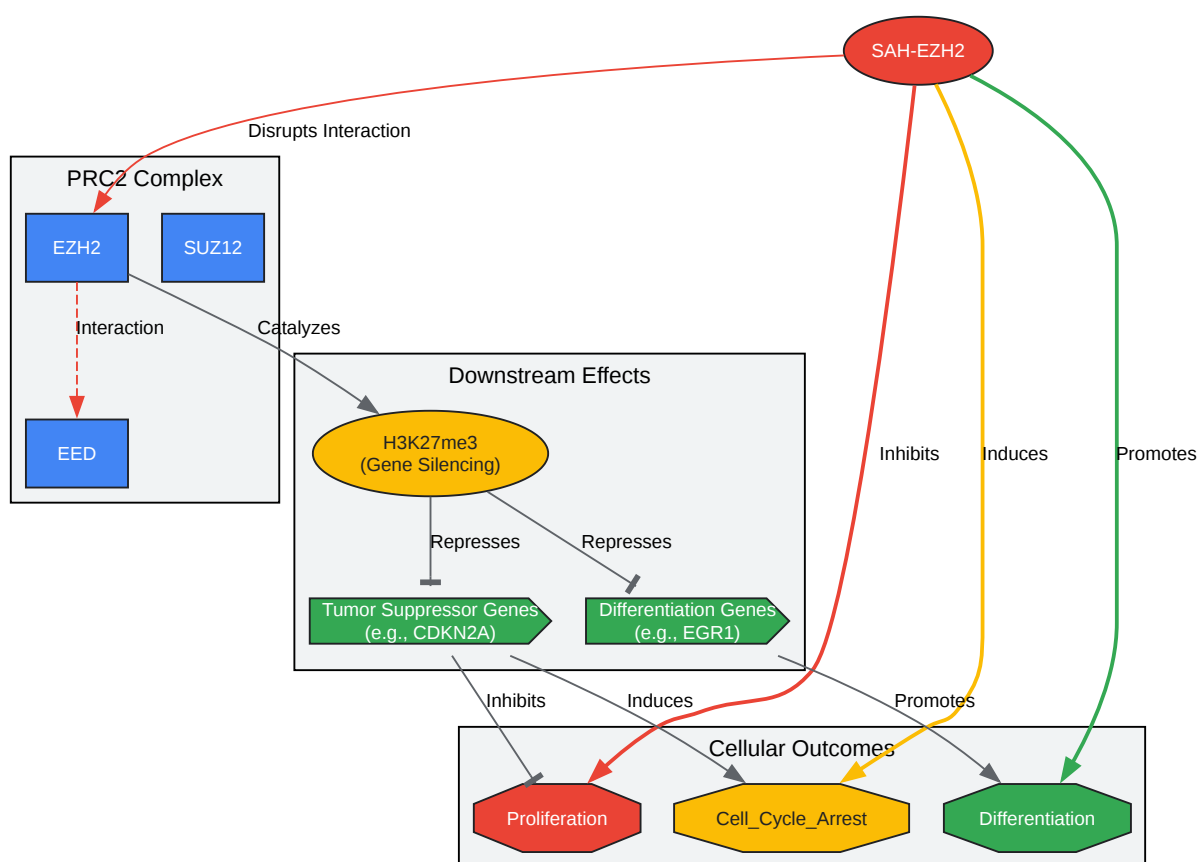 SAH-EZH2
Disrupts Interaction
PRC2 Complex
EZH2
SUZ12
Interaction
Catalyzes
EED
Downstream Effects
H3K27me3
(Gene Silencing)
Inhibits
Induces
Promotes
Represses
Represses
Tumor Suppressor Genes
(e.g., CDKN2A)
Differentiation Genes
(e.g., EGR1)
Inhibits
Induces
Promotes
Cellular Outcomes
Proliferation
Cell_Cycle_Arrest
Differentiation